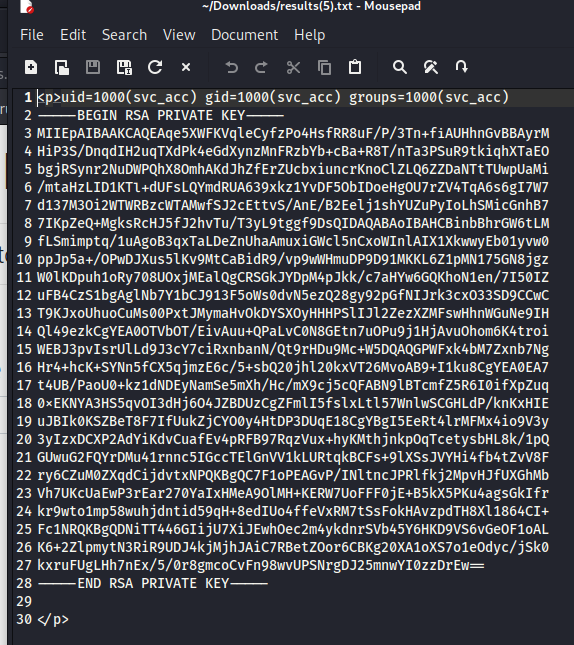 ~/Downloads/results(5).txt - Mousepad
File Edit Search View Document Help
1 <p>uid=1000(svc_acc) gid=1000(svc_acc) groups=1000(svc_acc)
2 -----BEGIN RSA PRIVATE KEY-----
3 MIIEpAIBAAKCAQEAqe5XWFKVqleCyfzPo4HsfRR8uF/P/3Tn+fiAUHhnGvBBAyrM
4 HiP3S/DnqdIH2uqTXdPk4eGdXynzMnFRzbYb+cBa+R8T/nTa3PSuR9tkiqhXTaEO
5 bgjRSynr2NuDWPQhX8OmhAKdJhZfErZUcbxiuncrKnoClZLQ6ZZDaNTtTUwpUaMi
6 /mtaHzLID1KTl+dUFsLQYmdRUA639xkz1YvDF5ObIDoeHgOU7rZV4TqA6s6gI7W7
7 d137M3Oi2WTWRBzcWTAMwfSJ2cEttvS/AnE/B2Eelj1shYUZuPyIoLhSMicGnhB7
8 7IKpZeQ+MgksRcHJ5fJ2hvTu/T3yL9tggf9DsQIDAQABAoIBAHCBinbBhrGW6tLM
9 fLSmimptq/1uAgoB3qxTaLDeZnUhaAmuxiGWcl5nCxoWInlAIX1XkwwyEb01yvw0
10 ppJp5a+/OPwDJXus5lKv9MtCaBidR9/vp9wWHmuDP9D91MKKL6Z1pMN175GN8jgz
11 W0lKDpuh1oRy708UOxjMEalQgCRSGkJYDpM4pJkk/c7aHYw6GQKhoN1en/7I50IZ
12 uFB4CzS1bgAglNb7Y1bCJ913F5oWs0dvN5ezQ28gy92pGfNIJrk3cxO33SD9CCwC
13 T9KJxoUhuoCuMs00PxtJMymaHvOkDYSXOyHHHPSlIJl2ZezXZMFswHhnWGuNe9IH
14 Ql49ezkCgYEA0OTVbOT/EivAuu+QPaLvC0N8GEtn7uOPu9j1HjAvuOhom6K4troi
15 WEBJ3pvIsrUlLd9J3cY7ciRxnbanN/Qt9rHDu9Mc+W5DQAQGPWFxk4bM7Zxnb7Ng
16 Hr4+hcK+SYNn5fCX5qjmzE6c/5+sbQ20jhl20kxVT26MvoAB9+I1ku8CgYEA0EA7
17 t4UB/PaoU0+kz1dNDEyNamSe5mXh/Hc/mX9cj5cQFABN9lBTcmfZ5R6I0ifXpZuq
18 0×EKNYA3HS5qvOI3dHj6O4JZBDUzCgZFmlI5fslxLtl57WnlwSCGHLdP/knKxHIE
19 uJBIk0KSZBeT8F7IfUukZjCYO0y4HtDP3DUqE18CgYBgI5EeRt4lrMFMx4io9V3y
20 3yIzxDCXP2AdYiKdvCuafEv4pRFB97RqzVux+hyKMthjnkpOqTcetysbHL8k/1pQ
21 GUwuG2FQYrDMu41rnnc5IGccTElGnVV1kLURtqkBCFs+9lXSsJVYHi4fb4tZvV8F
22 ry6CZuM0ZXqdCijdvtxNPQKBgQC7F1oPEAGvP/INltncJPRlfkj2MpvHJfUXGhMb
23 Vh7UKcUaEwP3rEar270YaIxHMeA9OlMH+KERW7UoFFF0jE+B5kX5PKu4agsGkIfr
24 kr9wto1mp58wuhjdntid59qH+8edIUo4ffeVxRM7tSsFokHAvzpdTH8Xl1864CI+
25 Fc1NRQKBgQDNiTT446GIijU7XiJEwhOec2m4ykdnrSVb45Y6HKD9VS6vGeOF1oAL
26 K6+2ZlpmytN3RiR9UDJ4kjMjhJAiC7RBetZOor6CBKg20XA1oXS7o1eOdyc/jSk0
27 kxruFUgLHh7nEx/5/0r8gmcoCvFn98wvUPSNrgDJ25mnwYI0zzDrEw==
28 -----END RSA PRIVATE KEY-----
29
30 </p>